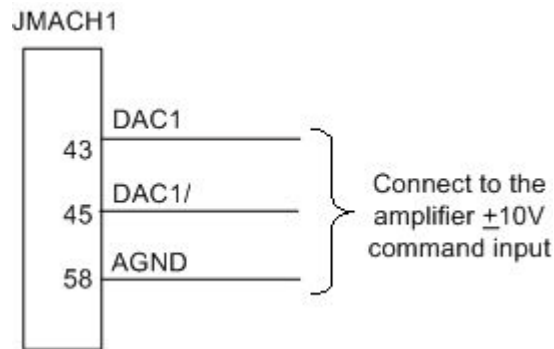 JMACH1
DAC1
43
DAC1/
45
AGND
58
Connect to the
amplifier ±10V
command input